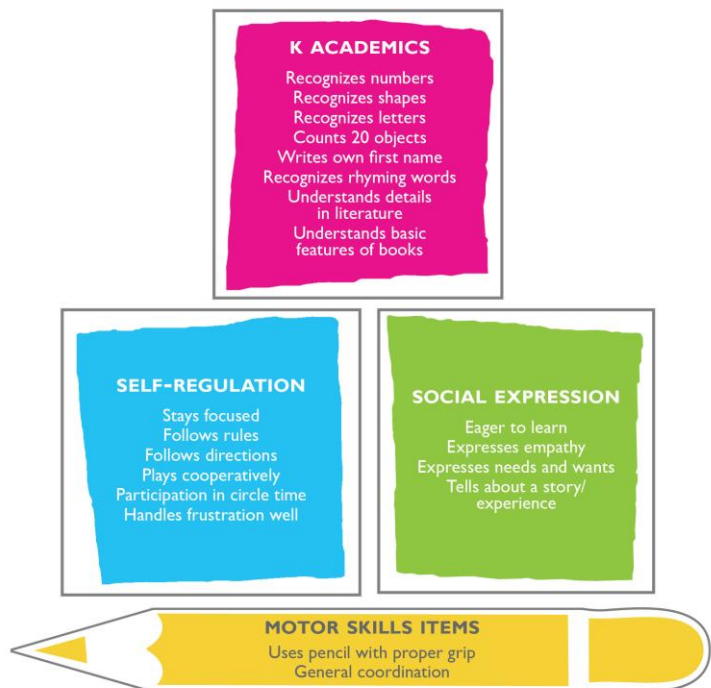 K ACADEMICS
Recognizes numbers
Recognizes shapes
Recognizes letters
Counts 20 objects
Writes own first name
Recognizes rhyming words
Understands details
in literature
Understands basic
features of books
SELF-REGULATION
Stays focused
Follows rules
Follows directions
Plays cooperatively
Participation in circle time
Handles frustration well
SOCIAL EXPRESSION
Eager to learn
Expresses empathy
Expresses needs and wants
Tells about a story/
experience
MOTOR SKILLS ITEMS
Uses pencil with proper grip
General coordination